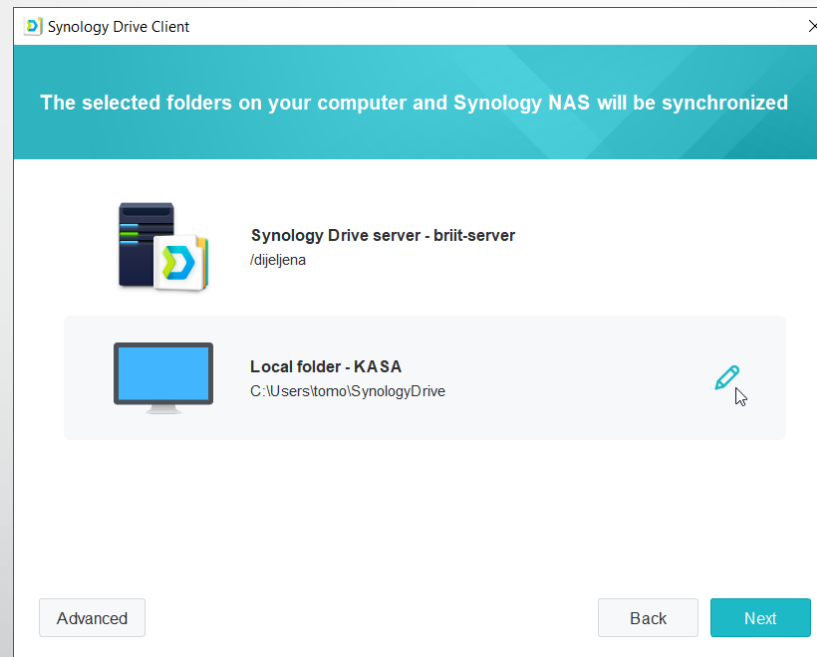 Synology Drive Client
The selected folders on your computer and Synology NAS will be synchronized
Synology Drive server - briit-server
/dijeljena
Local folder - KASA
C:\Users\tomo\SynologyDrive
Advanced
Back
Next